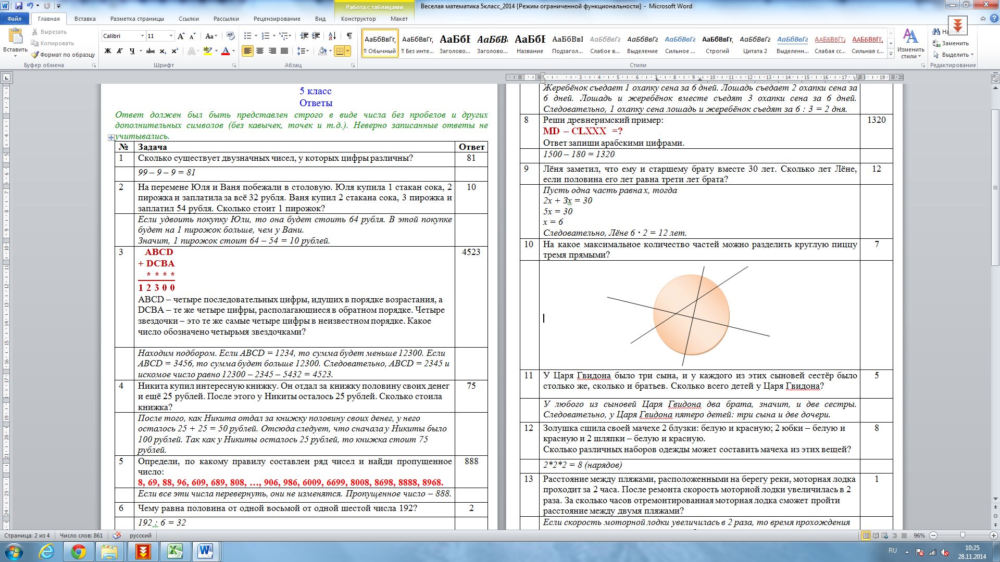 Работа с таблицами
Веселая математика 5класс_2014 [Режим ограниченной функциональности] - Microsoft Word
Файл Главная Вставка Разметка страницы Ссылки Рассылки Рецензирование Вид Конструктор Макет
Вставить
Вырезать
Копировать
Формат по образцу
Буфер обмена
Calibri 11
Шрифт
Абзац
АаБбВвГг, АаБбВвГг, АаБбЕ АаБбВ АаБбЕ АаБбВвІ АаБбВвГг АаБбВвГг АаБбВвГг АаБбВвГг, АаБбВвГг АаБбВвГг ААББВВГГ, ААББВВГГ,
¶ Обычный ¶ Без инте... Заголово... Заголово... Название Подзагол... Слабое в... Выделение Сильное ... Строгий Цитата 2 Выделенн... Слабая сс... Сильная с...
Стили
Изменить стили
Найти
Заменить
Выделить
Редактирование
5 класс
Ответы
Ответ должен был быть представлен строго в виде числа без пробелов и других
дополнительных символов (без кавычек, точек и т.д.). Неверно записанные ответы не
учитывались.
№ Задача Ответ
1 Сколько существует двузначных чисел, у которых цифры различны? 81
99 – 9 – 9 = 81
2 На перемене Юля и Ваня побежали в столовую. Юля купила 1 стакан сока, 2 10
пирожка и заплатила за всё 32 рубля. Ваня купил 2 стакана сока, 3 пирожка и
заплатил 54 рубля. Сколько стоит 1 пирожок?
Если удвоить покупку Юли, то она будет стоить 64 рубля. В этой покупке
будет на 1 пирожок больше, чем у Вани.
Значит, 1 пирожок стоит 64 – 54 = 10 рублей.
3 ABCD 4523
+ DCBA
* * * *
1 2 3 0 0
ABCD – четыре последовательных цифры, идущих в порядке возрастания, а
DCBA – те же четыре цифры, располагающиеся в обратном порядке. Четыре
звездочки – это те же самые четыре цифры в неизвестном порядке. Какое
число обозначено четырьмя звездочками?
Находим подбором. Если ABCD = 1234, то сумма будет меньше 12300. Если
ABCD = 3456, то сумма будет больше 12300. Следовательно, ABCD = 2345 и
искомое число равно 12300 – 2345 – 5432 = 4523.
4 Никита купил интересную книжку. Он отдал за книжку половину своих денег 75
и ещё 25 рублей. После этого у Никиты осталось 25 рублей. Сколько стоила
книжка?
После того, как Никита отдал за книжку половину своих денег, у него
осталось 25 + 25 = 50 рублей. Отсюда следует, что сначала у Никиты было
100 рублей. Так как у Никиты осталось 25 рублей, то книжка стоит 75
рублей.
5 Определи, по какому правилу составлен ряд чисел и найди пропущенное 888
число:
8, 69, 88, 96, 609, 689, 808, …, 906, 986, 6009, 6699, 8008, 8698, 8888, 8968.
Если все эти числа перевернуть, они не изменятся. Пропущенное число – 888.
6 Чему равна половина от одной восьмой от одной шестой числа 192? 2
192 : 6 = 32
Жеребёнок съедает 1 охапку сена за 6 дней. Лошадь съедает 2 охапки сена за
6 дней. Лошадь и жеребёнок вместе съедят 3 охапки сена за 6 дней.
Следовательно, 1 охапку сена лошадь и жеребёнок съедят за 6 : 3 = 2 дня.
8 Реши древнеримский пример: 1320
MD – CLXXX =?
Ответ запиши арабскими цифрами.
1500 – 180 = 1320
9 Лёня заметил, что ему и старшему брату вместе 30 лет. Сколько лет Лёне, 12
если половина его лет равна трети лет брата?
Пусть одна часть равна х, тогда
2х + 3х = 30
5х = 30
х = 6
Следовательно, Лёне 6 · 2 = 12 лет.
10 На какое максимальное количество частей можно разделить круглую пиццу 7
тремя прямыми?
11 У Царя Гвидона было три сына, и у каждого из этих сыновей сестёр было 5
столько же, сколько и братьев. Сколько всего детей у Царя Гвидона?
У любого из сыновей Царя Гвидона два брата, значит, и две сестры.
Следовательно, у Царя Гвидона пятеро детей: три сына и две дочери.
12 Золушка сшила своей мачехе 2 блузки: белую и красную; 2 юбки – белую и 8
красную и 2 шляпки – белую и красную.
Сколько различных наборов одежды может составить мачеха из этих вещей?
2*2*2 = 8 (нарядов)
13 Расстояние между пляжами, расположенными на берегу реки, моторная лодка 1
проходит за 2 часа. После ремонта скорость моторной лодки увеличилась в 2
раза. За сколько часов отремонтированная моторная лодка сможет пройти
расстояние между двумя пляжами?
Если скорость моторной лодки увеличилась в 2 раза, то время прохождения
Страница: 2 из 4 Число слов: 861 русский 96%
RU 10:25
28.11.2014